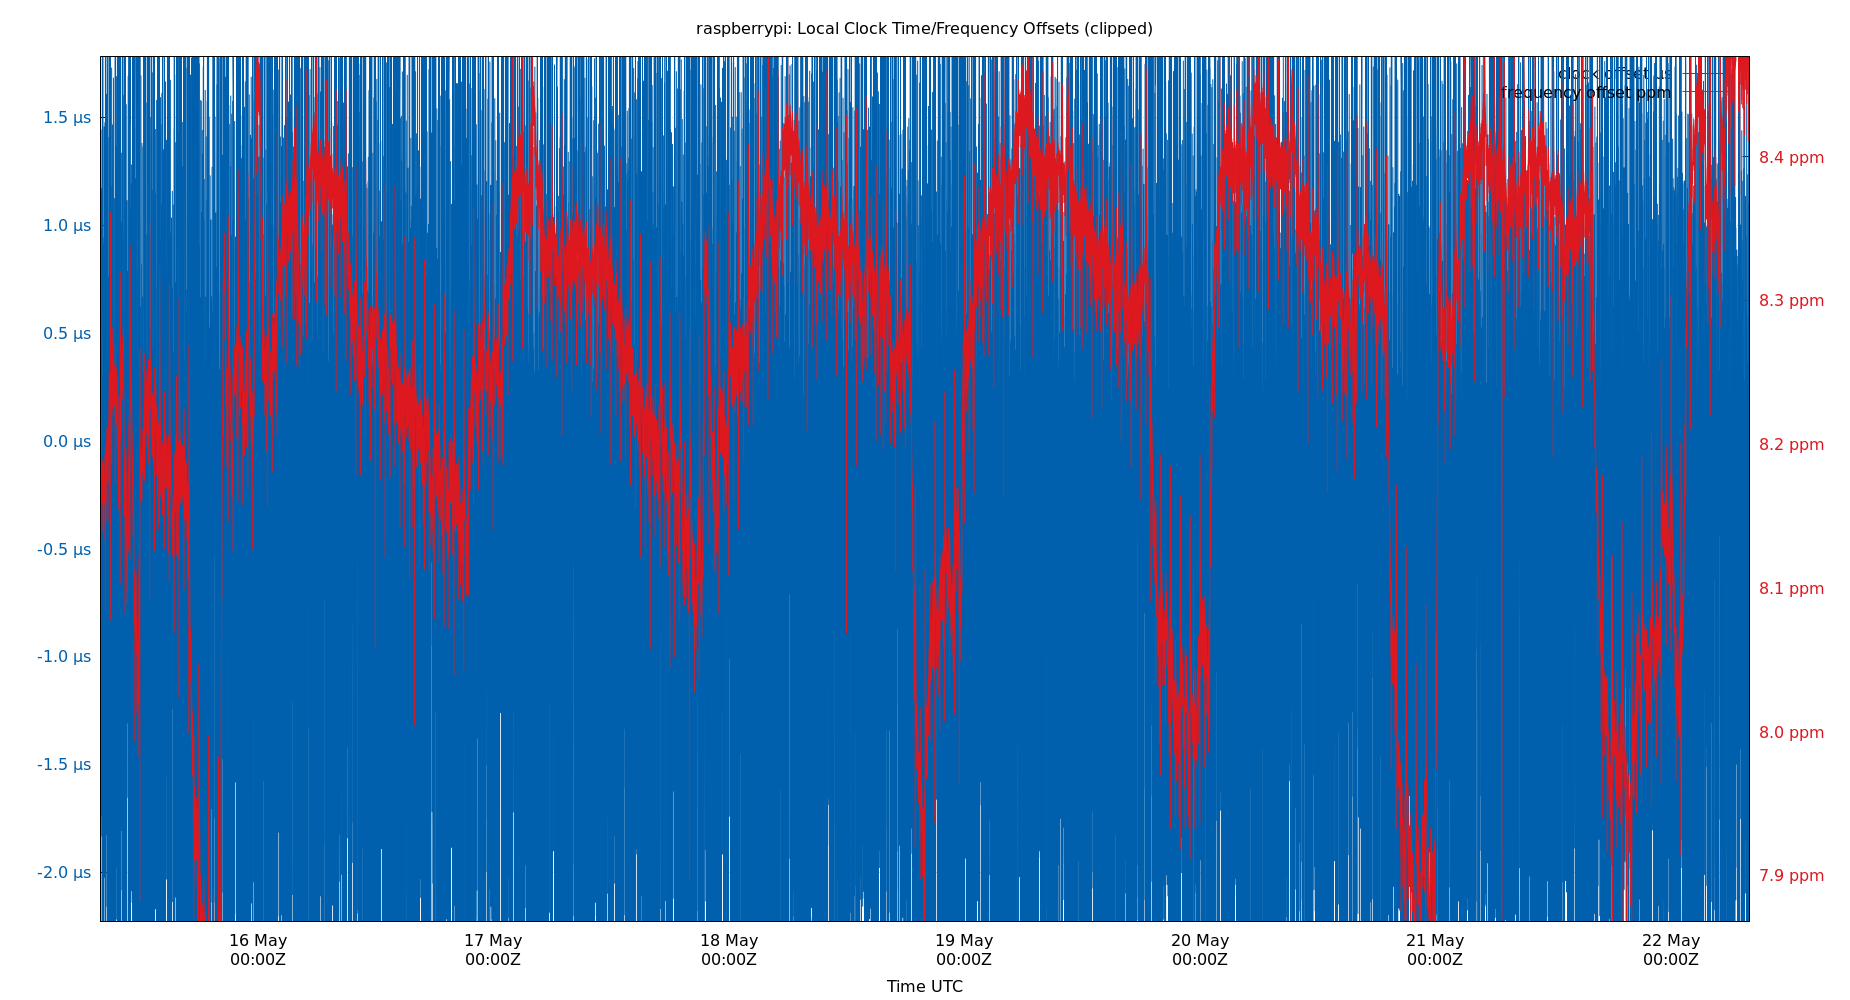 raspberrypi: Local Clock Time/Frequency Offsets (clipped)
clock offset µs
frequency offset ppm
1.5 µs
1.0 µs
0.5 µs
0.0 µs
-0.5 µs
-1.0 µs
-1.5 µs
-2.0 µs
8.4 ppm
8.3 ppm
8.2 ppm
8.1 ppm
8.0 ppm
7.9 ppm
16 May
00:00Z
17 May
00:00Z
18 May
00:00Z
19 May
00:00Z
20 May
00:00Z
21 May
00:00Z
22 May
00:00Z
Time UTC